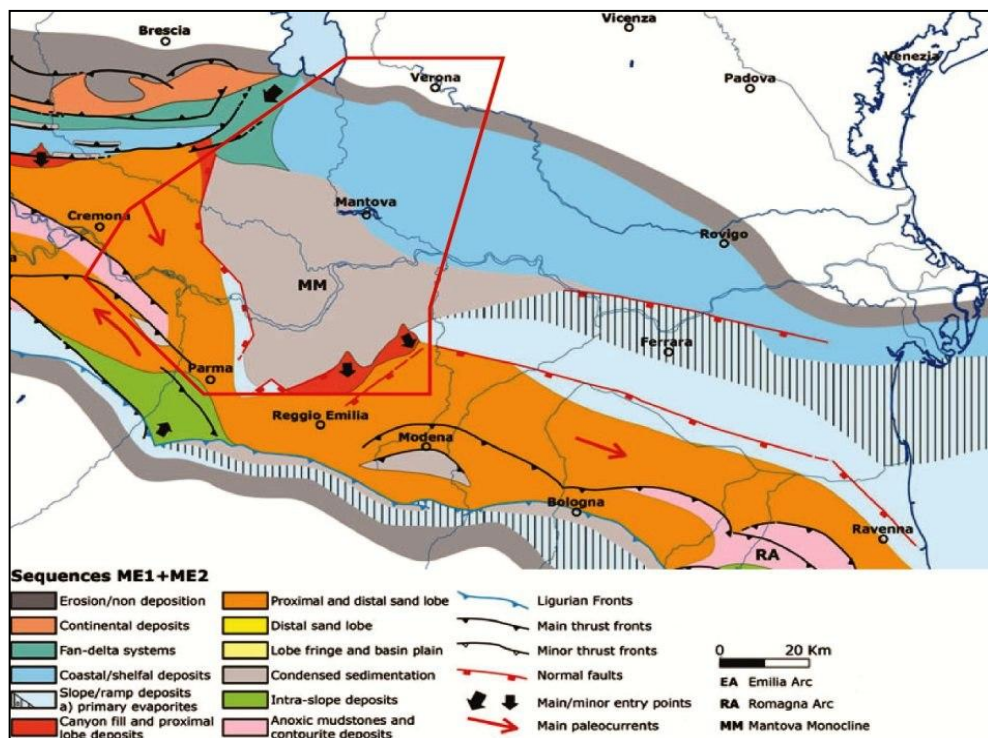 Brescia
Vicenza
Venezia
Verona
Padova
Mantova
Cremona
Rovigo
MM
Ferrara
Parma
Reggio Emilia
Modena
Bologna
Ravenna
RA
Sequences ME1+ME2
Erosion/non deposition
Continental deposits
Fan-delta systems
Coastal/shelfal deposits
Slope/ramp deposits
a) primary evaporites
Canyon fill and proximal
lobe deposits
Proximal and distal sand lobe
Distal sand lobe
Lobe fringe and basin plain
Condensed sedimentation
Intra-slope deposits
Anoxic mudstones and
contourite deposits
Ligurian Fronts
Main thrust fronts
Minor thrust fronts
Normal faults
Main/minor entry points
Main paleocurrents
0 20 Km
EA Emilia Arc
RA Romagna Arc
MM Mantova Monocline